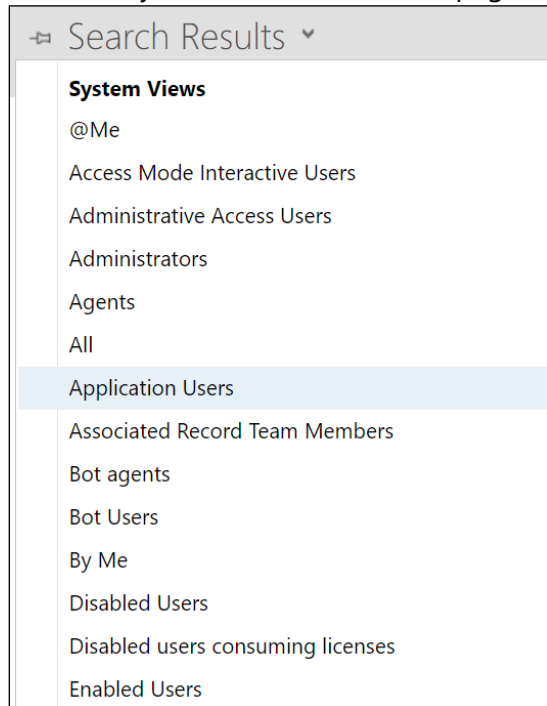 Search Results
System Views
@Me
Access Mode Interactive Users
Administrative Access Users
Administrators
Agents
All
Application Users
Associated Record Team Members
Bot agents
Bot Users
By Me
Disabled Users
Disabled users consuming licenses
Enabled Users